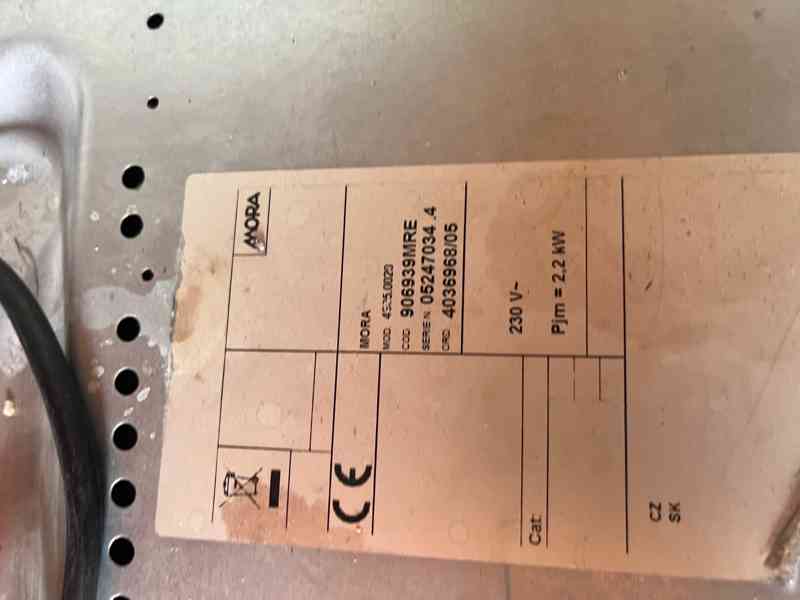 MORA
MORA
MOD. 4325.0020
COD. 906939MRE
SERIE N. 05247034 .4
ORD. 4036968/05
230 V~
Pjm = 2,2 kW
CE
Cat:
CZ
SK